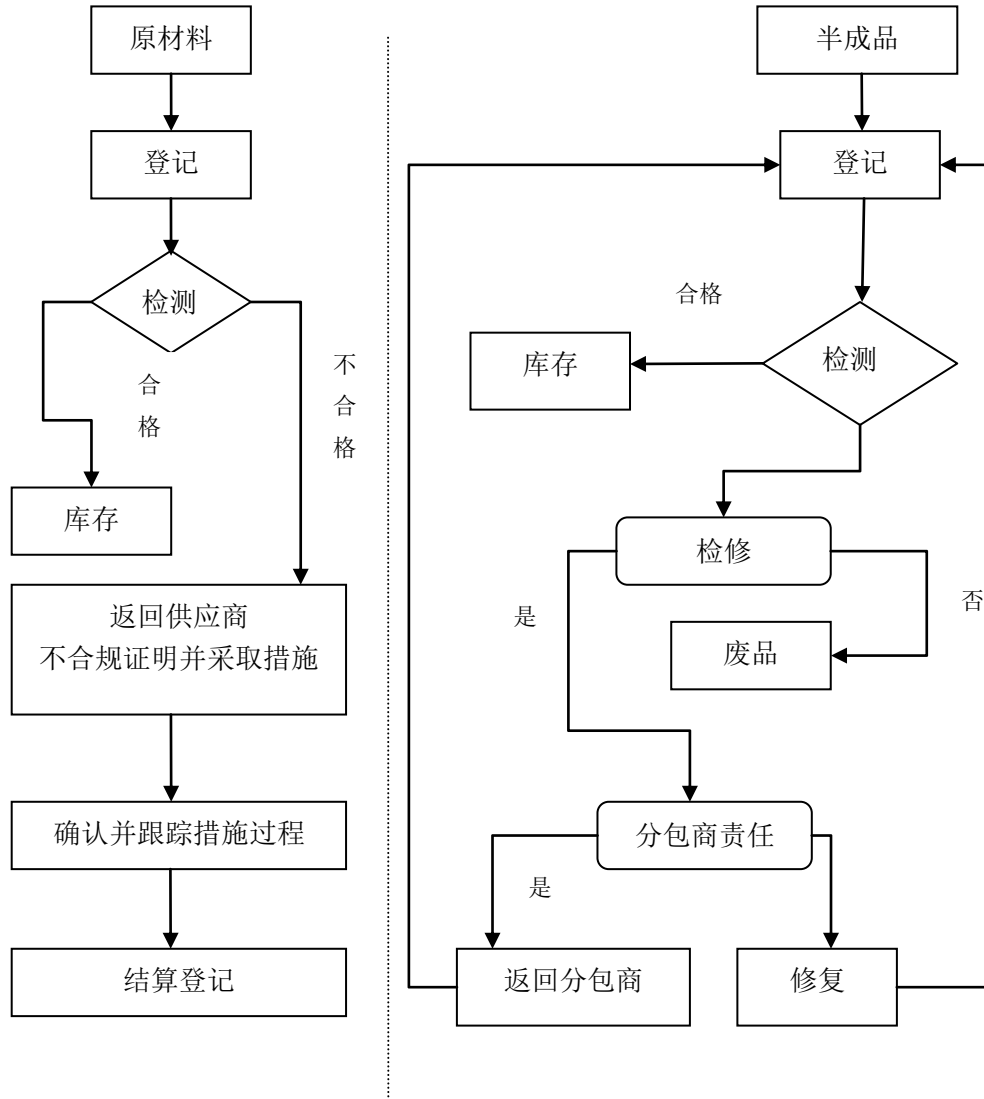 原材料
登记
检测
合格
不合格
库存
返回供应商
不合规证明并采取措施
确认并跟踪措施过程
结算登记
半成品
登记
合格
检测
库存
检修
是
否
废品
分包商责任
是
返回分包商
修复